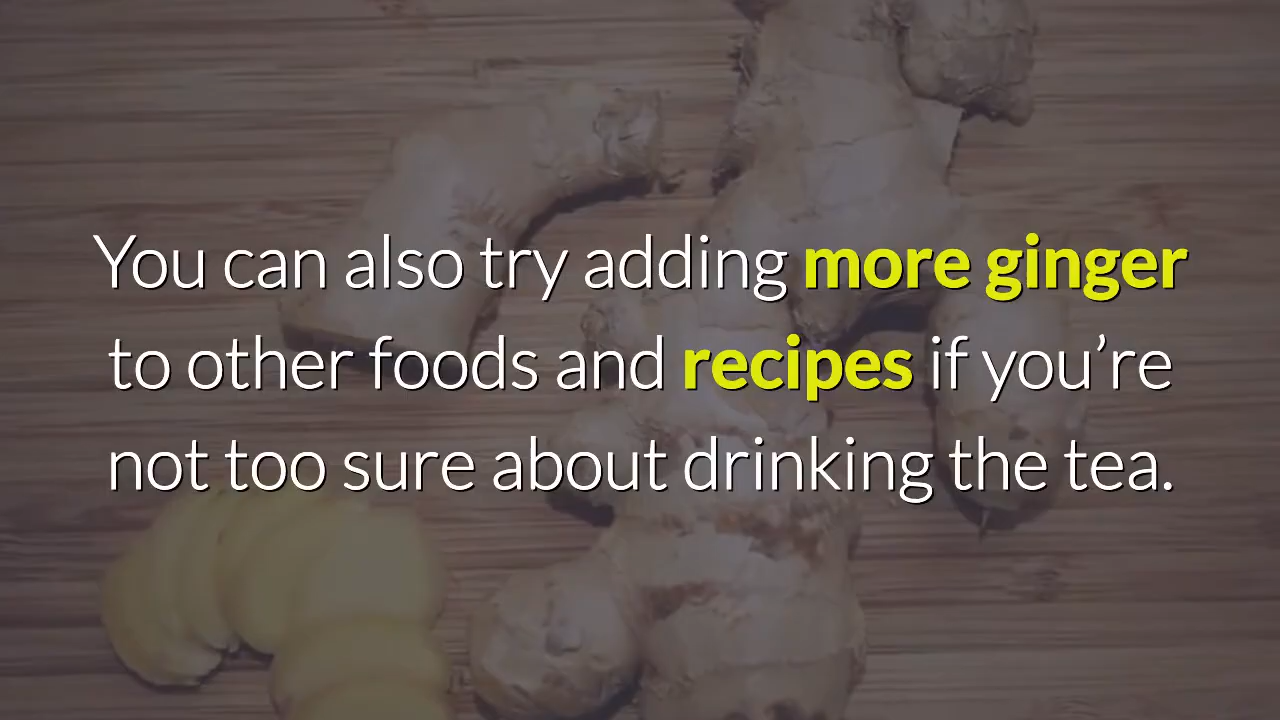 You can also try adding more ginger
to other foods and recipes if you’re
not too sure about drinking the tea.